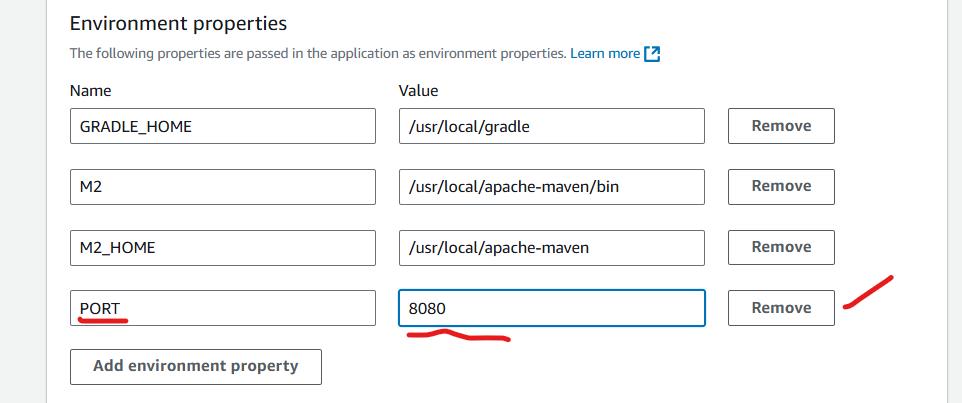 Environment properties
The following properties are passed in the application as environment properties. Learn more
Name Value
GRADLE_HOME /usr/local/gradle Remove
M2 /usr/local/apache-maven/bin Remove
M2_HOME /usr/local/apache-maven Remove
PORT 8080 Remove
Add environment property